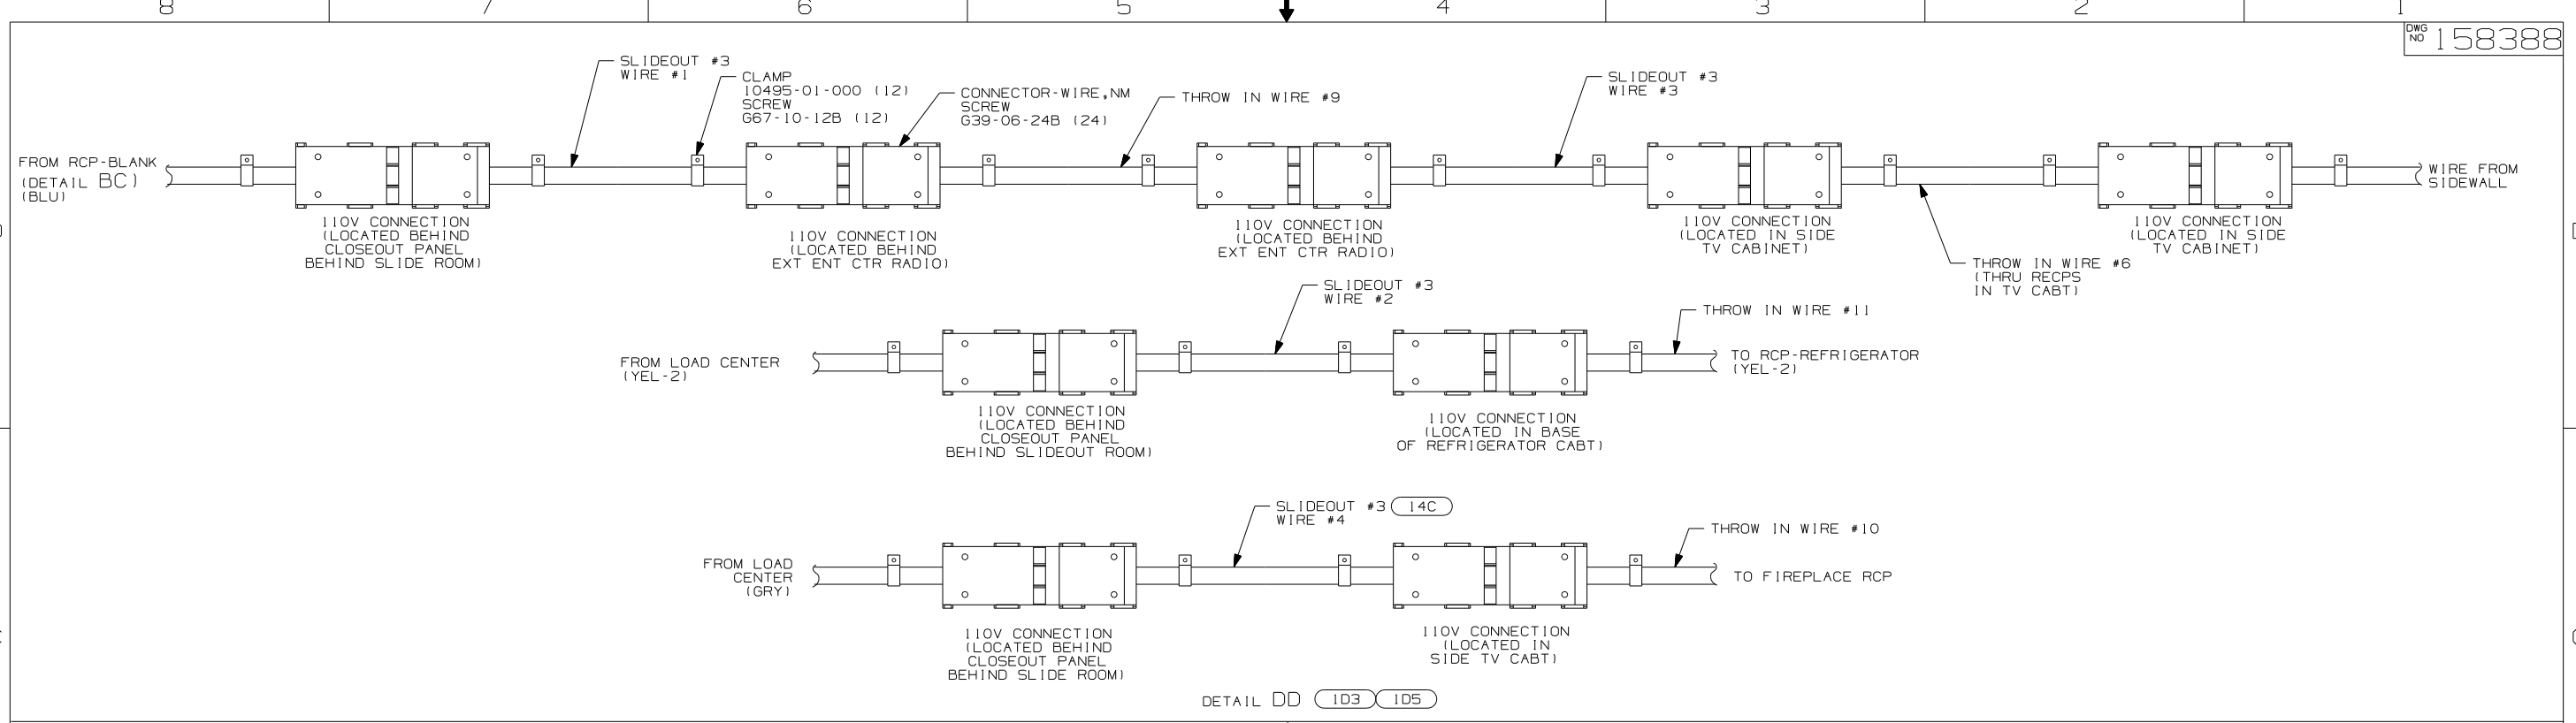 8 7 6 5 4 3 2 1
DWG
NO 158388
SLIDEOUT #3
WIRE #1
CLAMP
10495-01-000 (12)
SCREW
G67-10-12B (12)
CONNECTOR-WIRE,NM
SCREW
G39-06-24B (24)
THROW IN WIRE #9
SLIDEOUT #3
WIRE #3
FROM RCP-BLANK
(DETAIL BC)
(BLU)
WIRE FROM
SIDEWALL
110V CONNECTION
(LOCATED BEHIND
CLOSEOUT PANEL
BEHIND SLIDE ROOM)
110V CONNECTION
(LOCATED BEHIND
EXT ENT CTR RADIO)
110V CONNECTION
(LOCATED BEHIND
EXT ENT CTR RADIO)
110V CONNECTION
(LOCATED IN SIDE
TV CABINET)
110V CONNECTION
(LOCATED IN SIDE
TV CABINET)
THROW IN WIRE #6
(THRU RECPS
IN TV CABT)
SLIDEOUT #3
WIRE #2
THROW IN WIRE #11
FROM LOAD CENTER
(YEL-2)
TO RCP-REFRIGERATOR
(YEL-2)
110V CONNECTION
(LOCATED BEHIND
CLOSEOUT PANEL
BEHIND SLIDEOUT ROOM)
110V CONNECTION
(LOCATED IN BASE
OF REFRIGERATOR CABT)
SLIDEOUT #3 14C
WIRE #4
THROW IN WIRE #10
FROM LOAD
CENTER
(GRY)
TO FIREPLACE RCP
110V CONNECTION
(LOCATED BEHIND
CLOSEOUT PANEL
BEHIND SLIDE ROOM)
110V CONNECTION
(LOCATED IN
SIDE TV CABT)
DETAIL DD 1D3 1D5